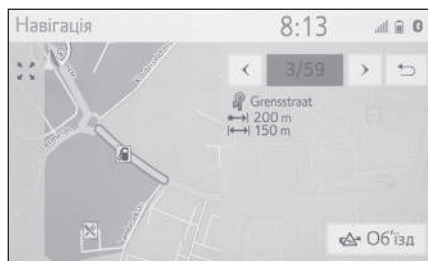 Навігація 8:13
3/59
Grensstraat
200 m
150 m
Об'їзд